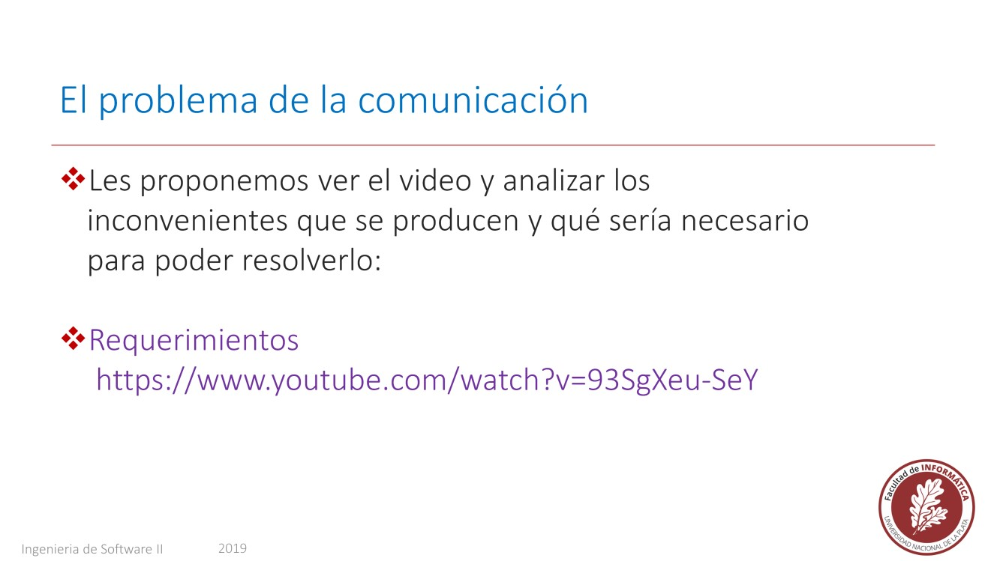 El problema de la comunicación
❖Les proponemos ver el video y analizar los
inconvenientes que se producen y qué sería necesario
para poder resolverlo:
❖Requerimientos
https://www.youtube.com/watch?v=93SgXeu-SeY
Facultad de INFORMÁTICA
UNIVERSIDAD NACIONAL DE LA PLATA
Ingenieria de Software II 2019